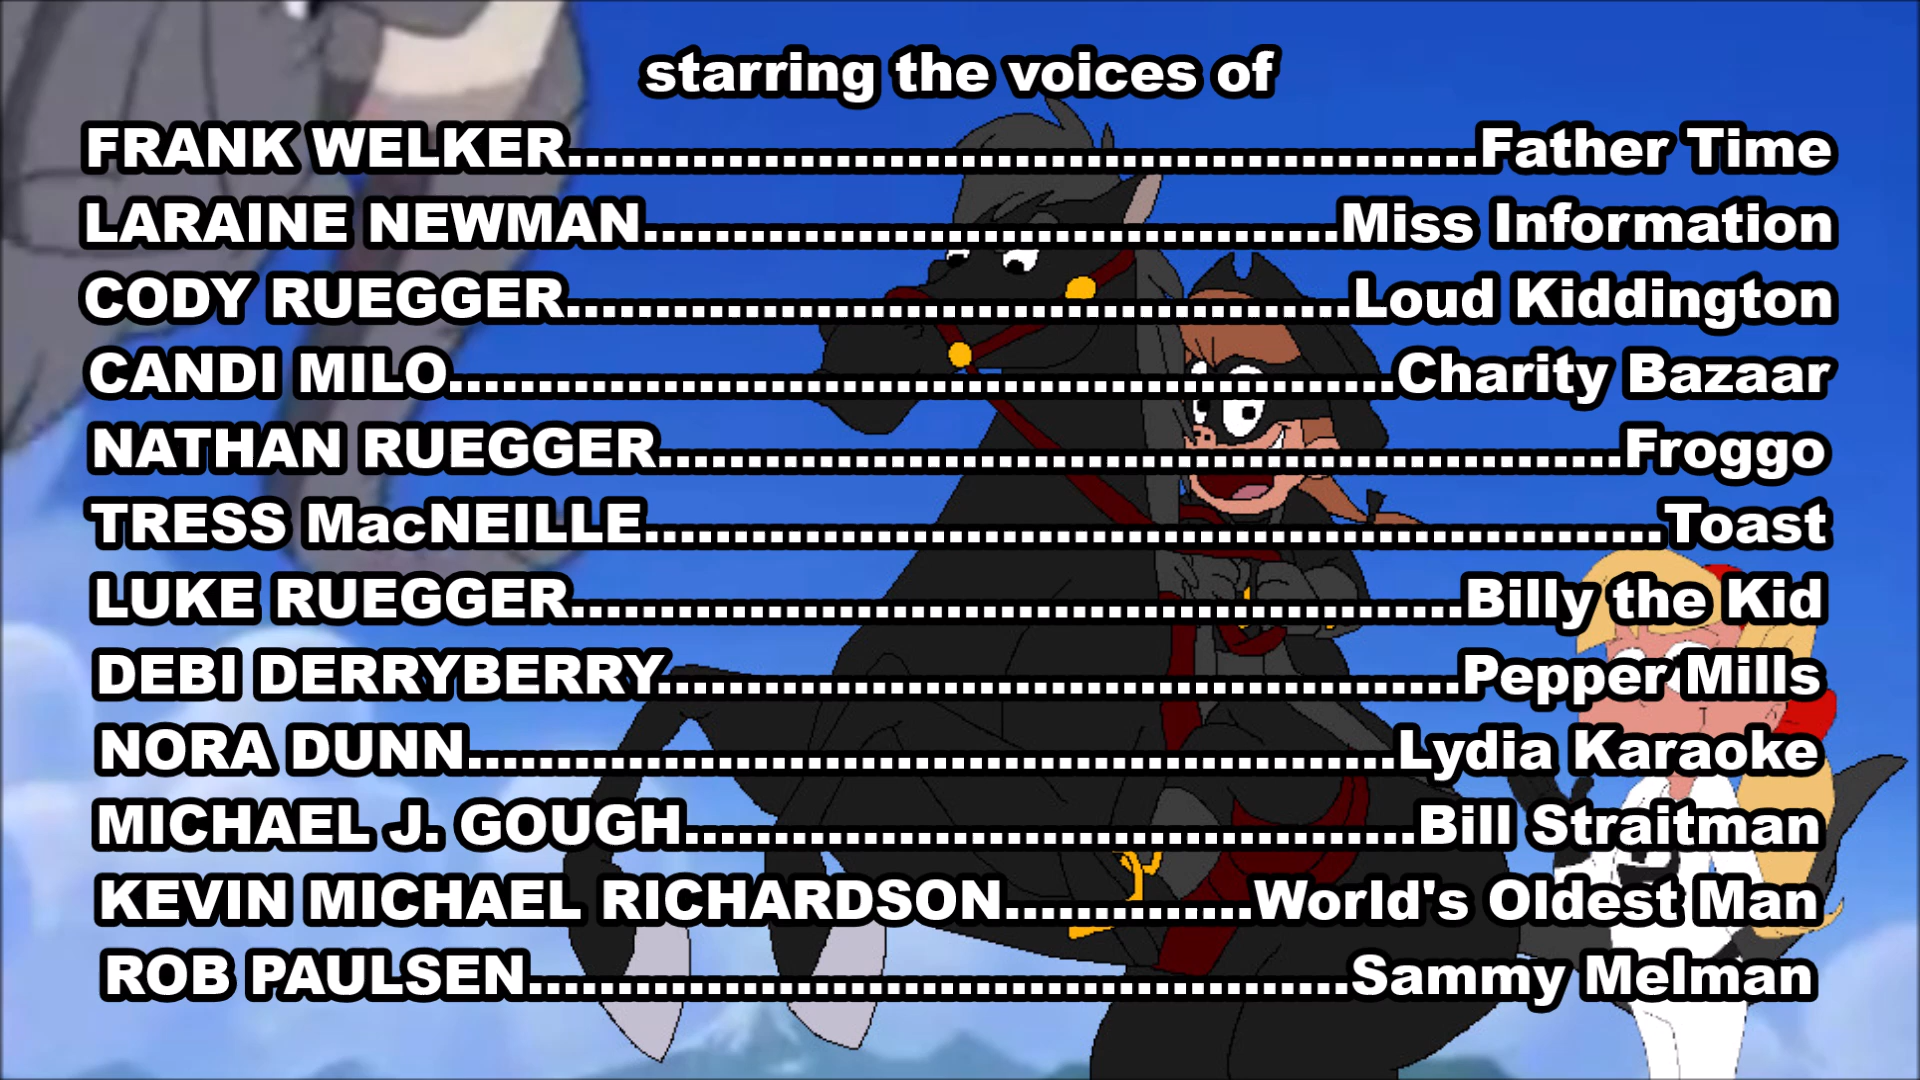 starring the voices of
FRANK WELKER..........................................................Father Time
LARAINE NEWMAN............................................Miss Information
CODY RUEGGER..................................................Loud Kiddington
CANDI MILO............................................................Charity Bazaar
NATHAN RUEGGER.............................................................Froggo
TRESS MacNEILLE.................................................................Toast
LUKE RUEGGER.........................................................Billy the Kid
DEBI DERRYBERRY...................................................Pepper Mills
NORA DUNN...........................................................Lydia Karaoke
MICHAEL J. GOUGH..............................................Bill Straitman
KEVIN MICHAEL RICHARDSON................World's Oldest Man
ROB PAULSEN....................................................Sammy Melman